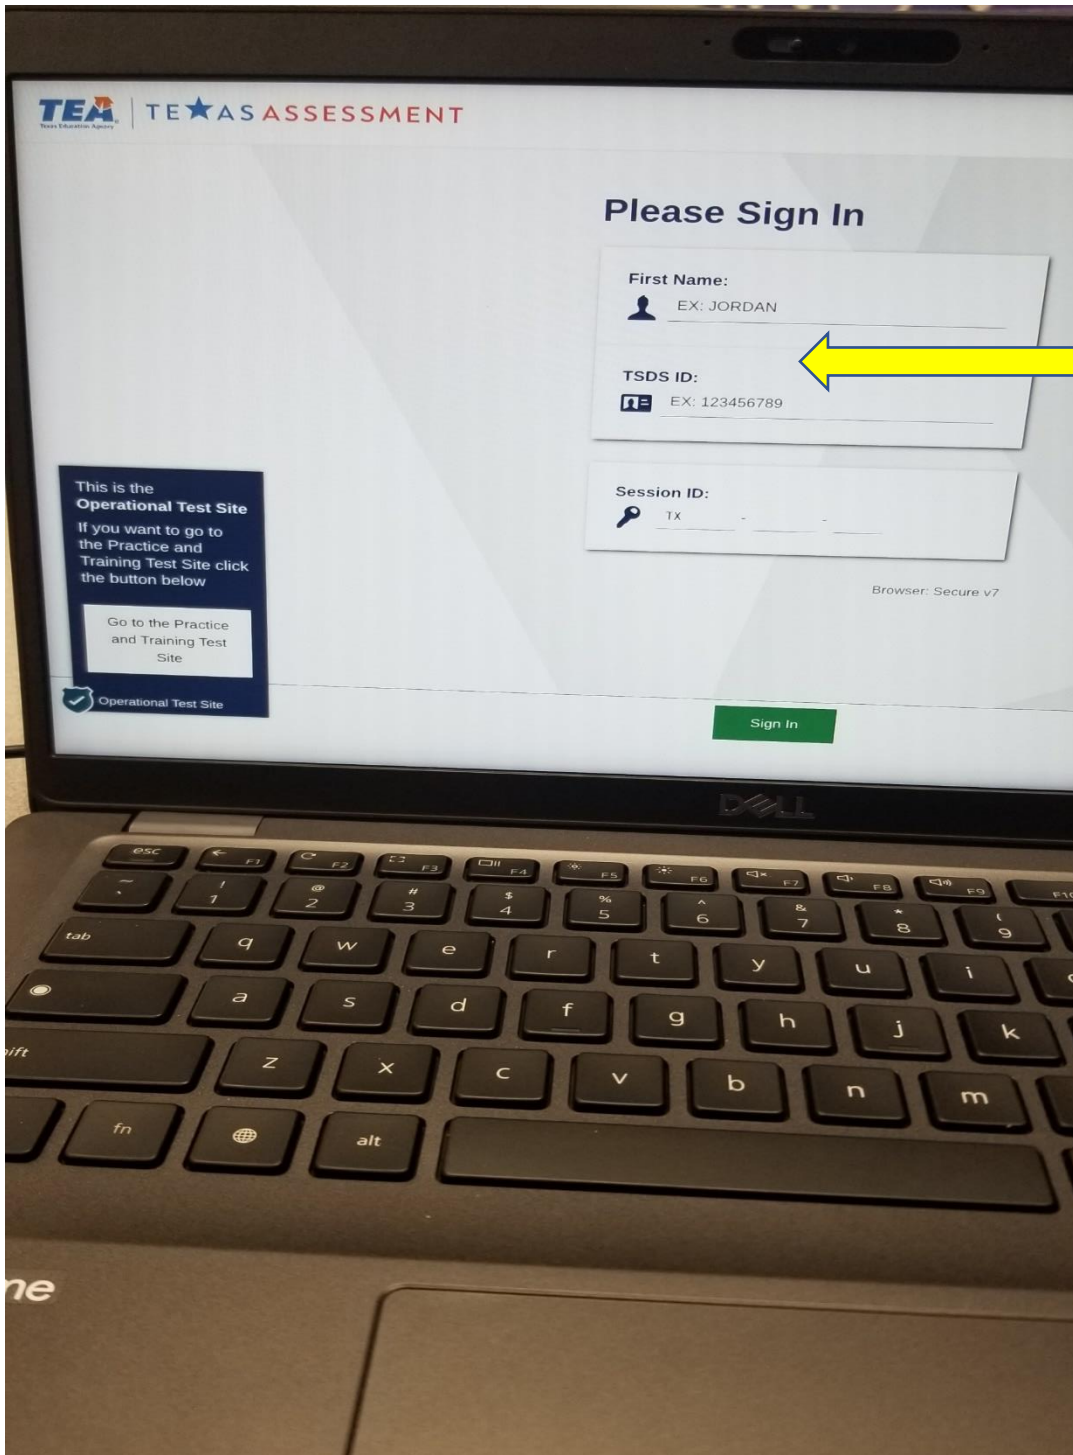 TEA
Texas Education Agency
TE★AS ASSESSMENT
Please Sign In
First Name:
EX: JORDAN
TSDS ID:
EX: 123456789
Session ID:
TX - -
Browser: Secure v7
This is the
Operational Test Site
If you want to go to
the Practice and
Training Test Site click
the button below
Go to the Practice
and Training Test
Site
Operational Test Site
Sign In
DELL
esc F1 F2 F3 F4 F5 F6 F7 F8 F9 F10
~ ` ! 1 @ 2 # 3 $ 4 % 5 ^ 6 & 7 * 8 ( 9
tab q w e r t y u i
a s d f g h j k
z x c v b n m
fn alt